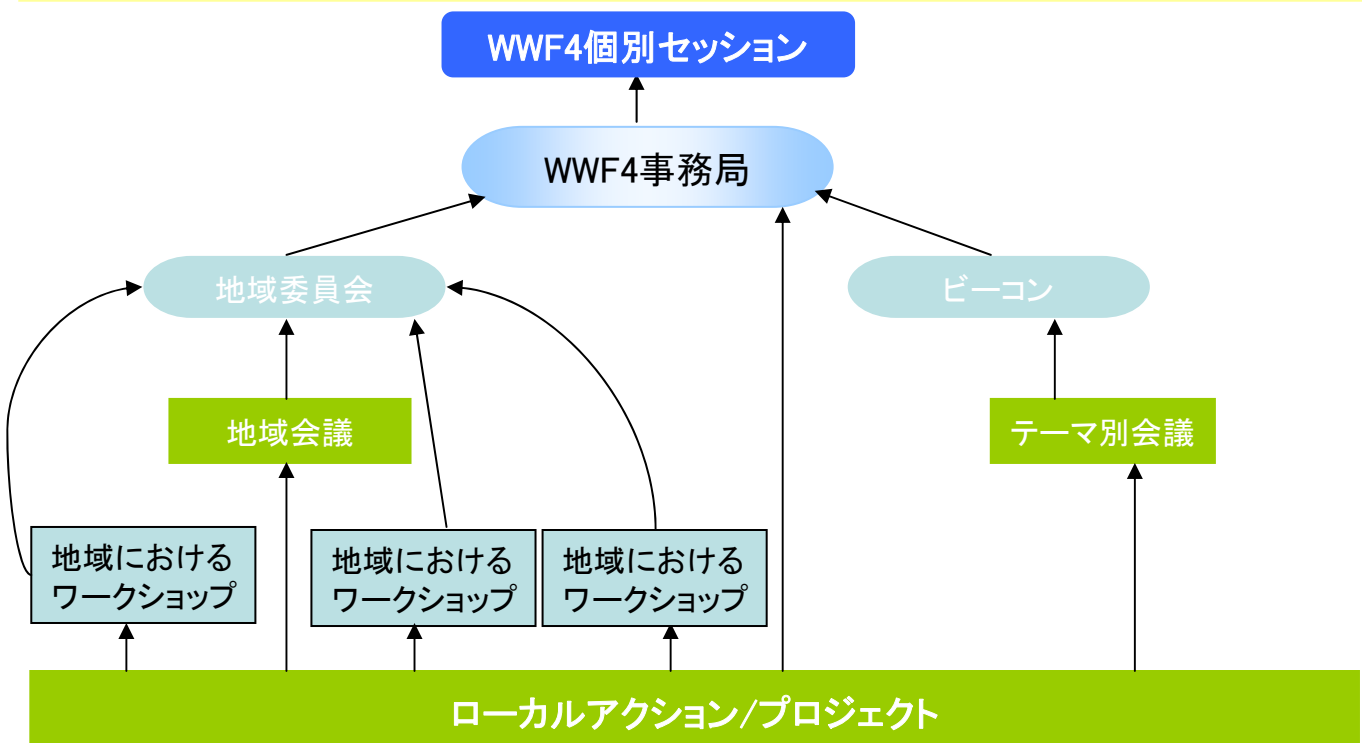 WWF4個別セッション
WWF4事務局
地域委員会
ビーコン
地域会議
テーマ別会議
地域における
ワークショップ
地域における
ワークショップ
地域における
ワークショップ
ローカルアクション/プロジェクト